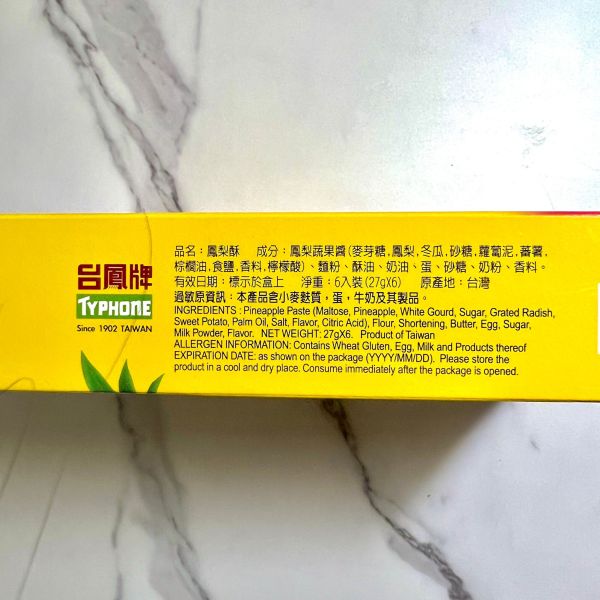 台鳳牌
TYPHONE
Since 1902 TAIWAN
品名：鳳梨酥 成分：鳳梨蔬果醬(麥芽糖,鳳梨,冬瓜,砂糖,蘿蔔泥,蕃薯,
棕櫚油,食鹽,香料,檸檬酸)、麵粉、酥油、奶油、蛋、砂糖、奶粉、香料。
有效日期：標示於盒上 淨重：6入裝(27gX6) 原產地：台灣
過敏原資訊：本產品含小麥麩質，蛋，牛奶及其製品。
INGREDIENTS : Pineapple Paste (Maltose, Pineapple, White Gourd, Sugar, Grated Radish,
Sweet Potato, Palm Oil, Salt, Flavor, Citric Acid), Flour, Shortening, Butter, Egg, Sugar,
Milk Powder, Flavor. NET WEIGHT: 27gX6. Product of Taiwan
ALLERGEN INFORMATION: Contains Wheat Gluten, Egg, Milk and Products thereof
EXPIRATION DATE: as shown on the package (YYYY/MM/DD). Please store the
product in a cool and dry place. Consume immediately after the package is opened.